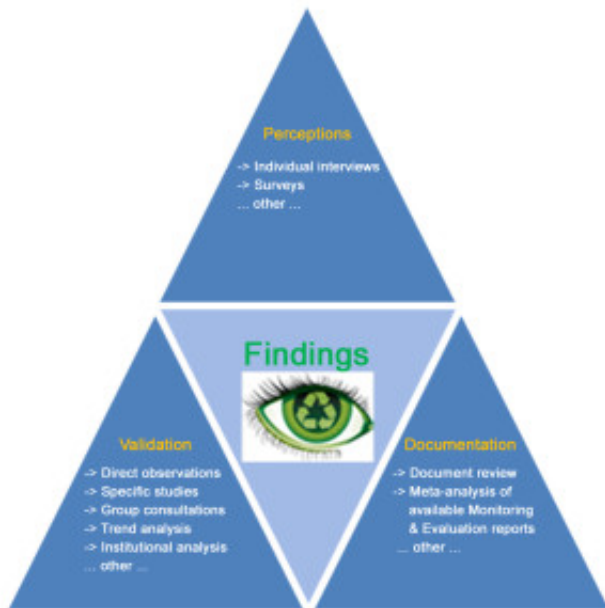 Perceptions
-> Individual interviews
-> Surveys
... other ...
Findings
Validation
-> Direct observations
-> Specific studies
-> Group consultations
-> Trend analysis
-> Institutional analysis
... other ...
Documentation
-> Document review
-> Meta-analysis of
available Monitoring
& Evaluation reports
... other ...